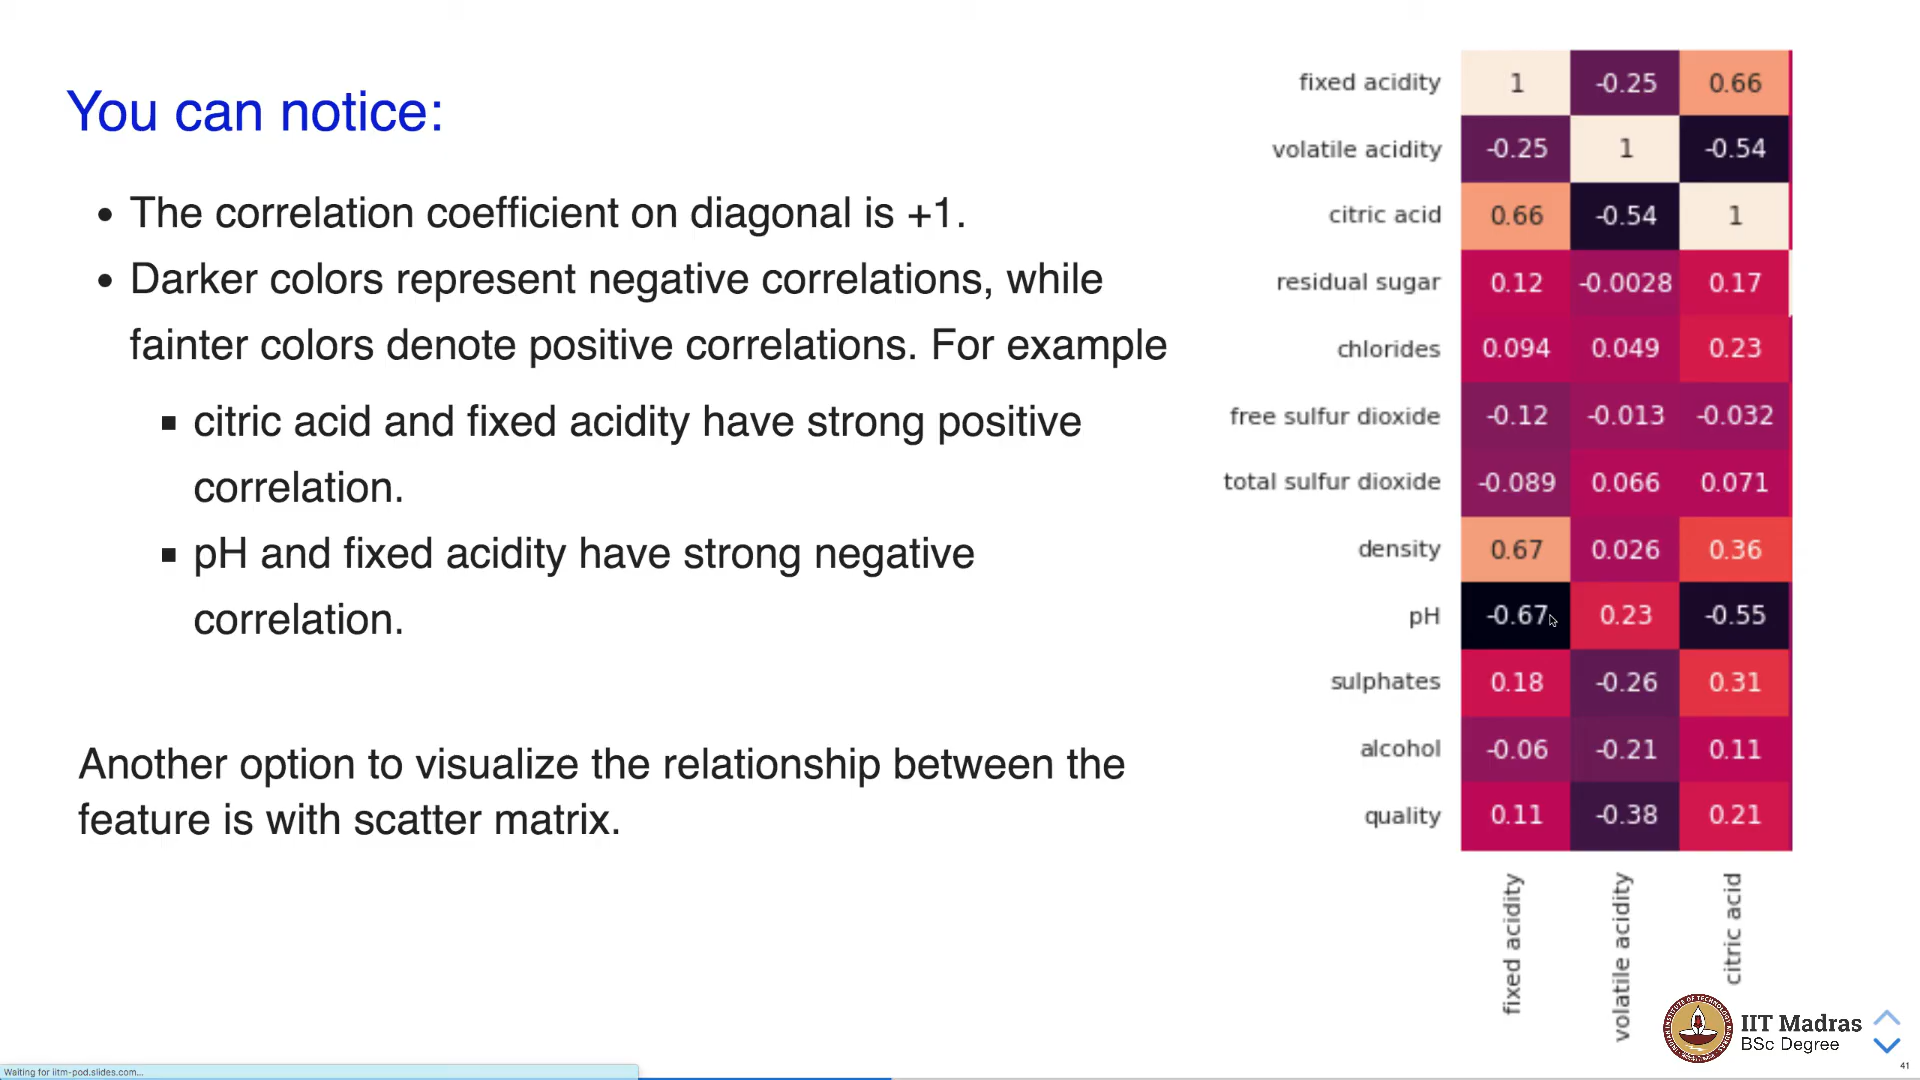 You can notice:
• The correlation coefficient on diagonal is +1.
• Darker colors represent negative correlations, while
fainter colors denote positive correlations. For example
▪ citric acid and fixed acidity have strong positive
correlation.
▪ pH and fixed acidity have strong negative
correlation.
Another option to visualize the relationship between the
feature is with scatter matrix.
fixed acidity 1 -0.25 0.66
volatile acidity -0.25 1 -0.54
citric acid 0.66 -0.54 1
residual sugar 0.12 -0.0028 0.17
chlorides 0.094 0.049 0.23
free sulfur dioxide -0.12 -0.013 -0.032
total sulfur dioxide -0.089 0.066 0.071
density 0.67 0.026 0.36
pH -0.67 0.23 -0.55
sulphates 0.18 -0.26 0.31
alcohol -0.06 -0.21 0.11
quality 0.11 -0.38 0.21
fixed acidity
volatile acidity
citric acid
IIT Madras
BSc Degree
41
Waiting for iitm-pod.slides.com...